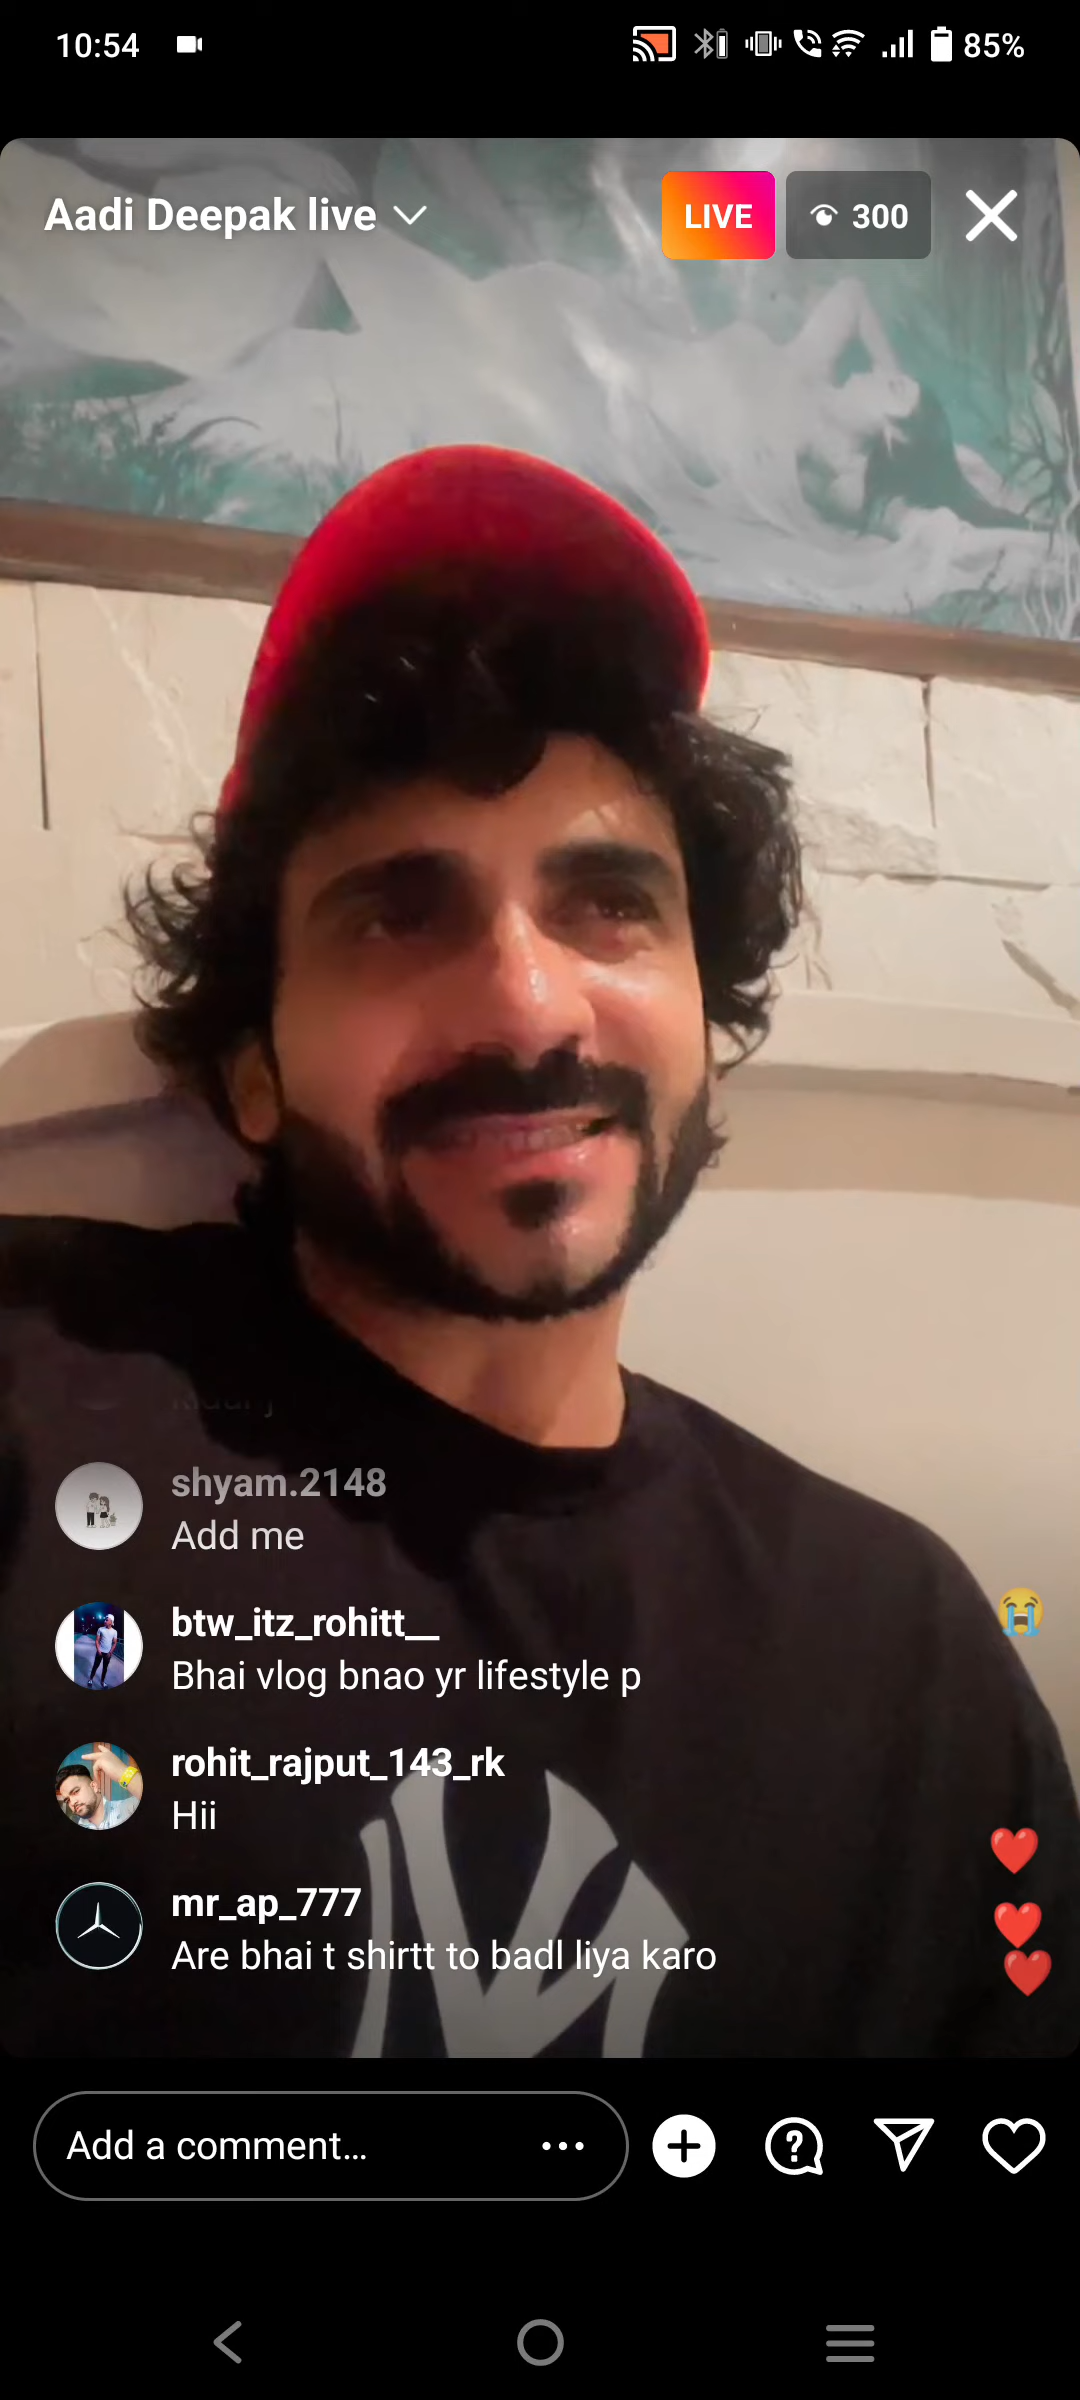 10:54
85%
Aadi Deepak live
LIVE
300
shyam.2148
Add me
btw_itz_rohitt__
Bhai vlog bnao yr lifestyle p
rohit_rajput_143_rk
Hii
mr_ap_777
Are bhai t shirtt to badl liya karo
Add a comment...